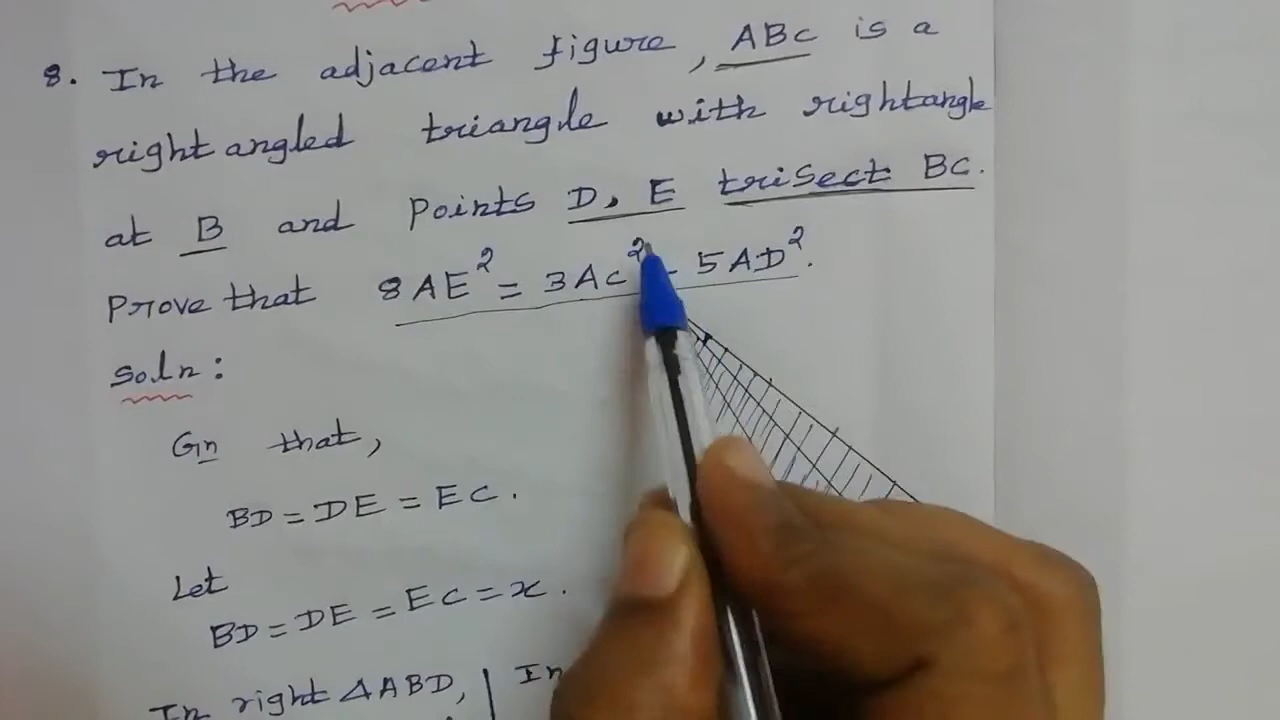 8. In the adjacent figure, ABC is a
right angled triangle with rightangle
at B and Points D, E trisect BC.
Prove that 8AE² = 3AC² - 5AD².
Soln:
Gn that,
BD = DE = EC.
Let
BD = DE = EC = x.
In right ΔABD, | In